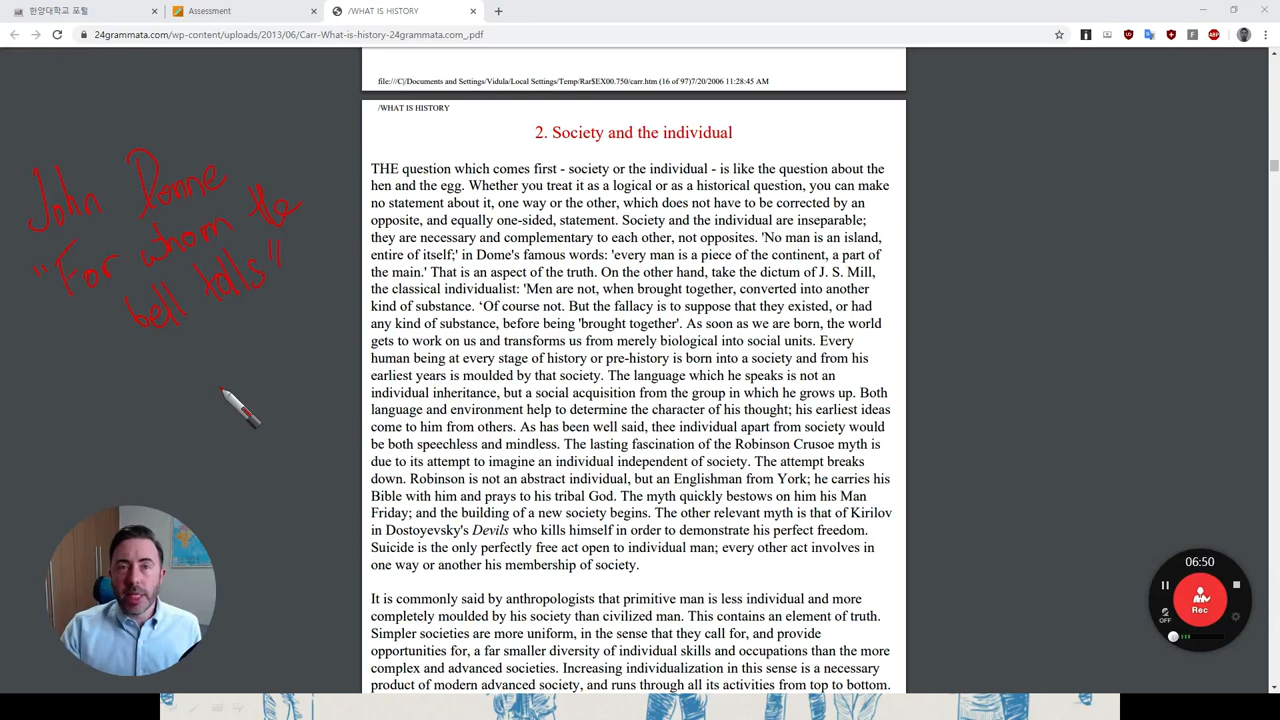 한양대학교 포털
Assessment
/WHAT IS HISTORY
24grammata.com/wp-content/uploads/2013/06/Carr-What-is-history-24grammata.com_.pdf
file:///C|/Documents and Settings/Vidula/Local Settings/Temp/Rar$EX00.750/carr.htm (16 of 97)7/20/2006 11:28:45 AM
/WHAT IS HISTORY
2. Society and the individual
THE question which comes first - society or the individual - is like the question about the
hen and the egg. Whether you treat it as a logical or as a historical question, you can make
no statement about it, one way or the other, which does not have to be corrected by an
opposite, and equally one-sided, statement. Society and the individual are inseparable;
they are necessary and complementary to each other, not opposites. 'No man is an island,
entire of itself;' in Dome's famous words: 'every man is a piece of the continent, a part of
the main.' That is an aspect of the truth. On the other hand, take the dictum of J. S. Mill,
the classical individualist: 'Men are not, when brought together, converted into another
kind of substance. ‘Of course not. But the fallacy is to suppose that they existed, or had
any kind of substance, before being 'brought together'. As soon as we are born, the world
gets to work on us and transforms us from merely biological into social units. Every
human being at every stage of history or pre-history is born into a society and from his
earliest years is moulded by that society. The language which he speaks is not an
individual inheritance, but a social acquisition from the group in which he grows up. Both
language and environment help to determine the character of his thought; his earliest ideas
come to him from others. As has been well said, thee individual apart from society would
be both speechless and mindless. The lasting fascination of the Robinson Crusoe myth is
due to its attempt to imagine an individual independent of society. The attempt breaks
down. Robinson is not an abstract individual, but an Englishman from York; he carries his
Bible with him and prays to his tribal God. The myth quickly bestows on him his Man
Friday; and the building of a new society begins. The other relevant myth is that of Kirilov
in Dostoyevsky's Devils who kills himself in order to demonstrate his perfect freedom.
Suicide is the only perfectly free act open to individual man; every other act involves in
one way or another his membership of society.
It is commonly said by anthropologists that primitive man is less individual and more
completely moulded by his society than civilized man. This contains an element of truth.
Simpler societies are more uniform, in the sense that they call for, and provide
opportunities for, a far smaller diversity of individual skills and occupations than the more
complex and advanced societies. Increasing individualization in this sense is a necessary
product of modern advanced society, and runs through all its activities from top to bottom.
John Donne
"For whom the
bell tolls"
06:50
Rec
OFF